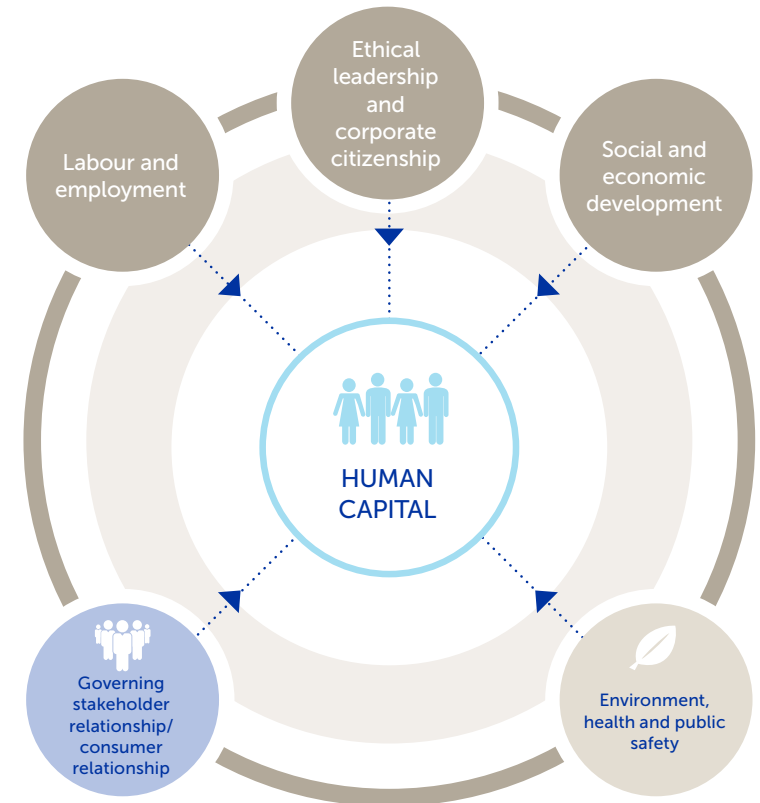 Ethical
leadership
and
corporate
citizenship
Labour and
employment
Social and
economic
development
HUMAN
CAPITAL
Governing
stakeholder
relationship/
consumer
relationship
Environment,
health and public
safety